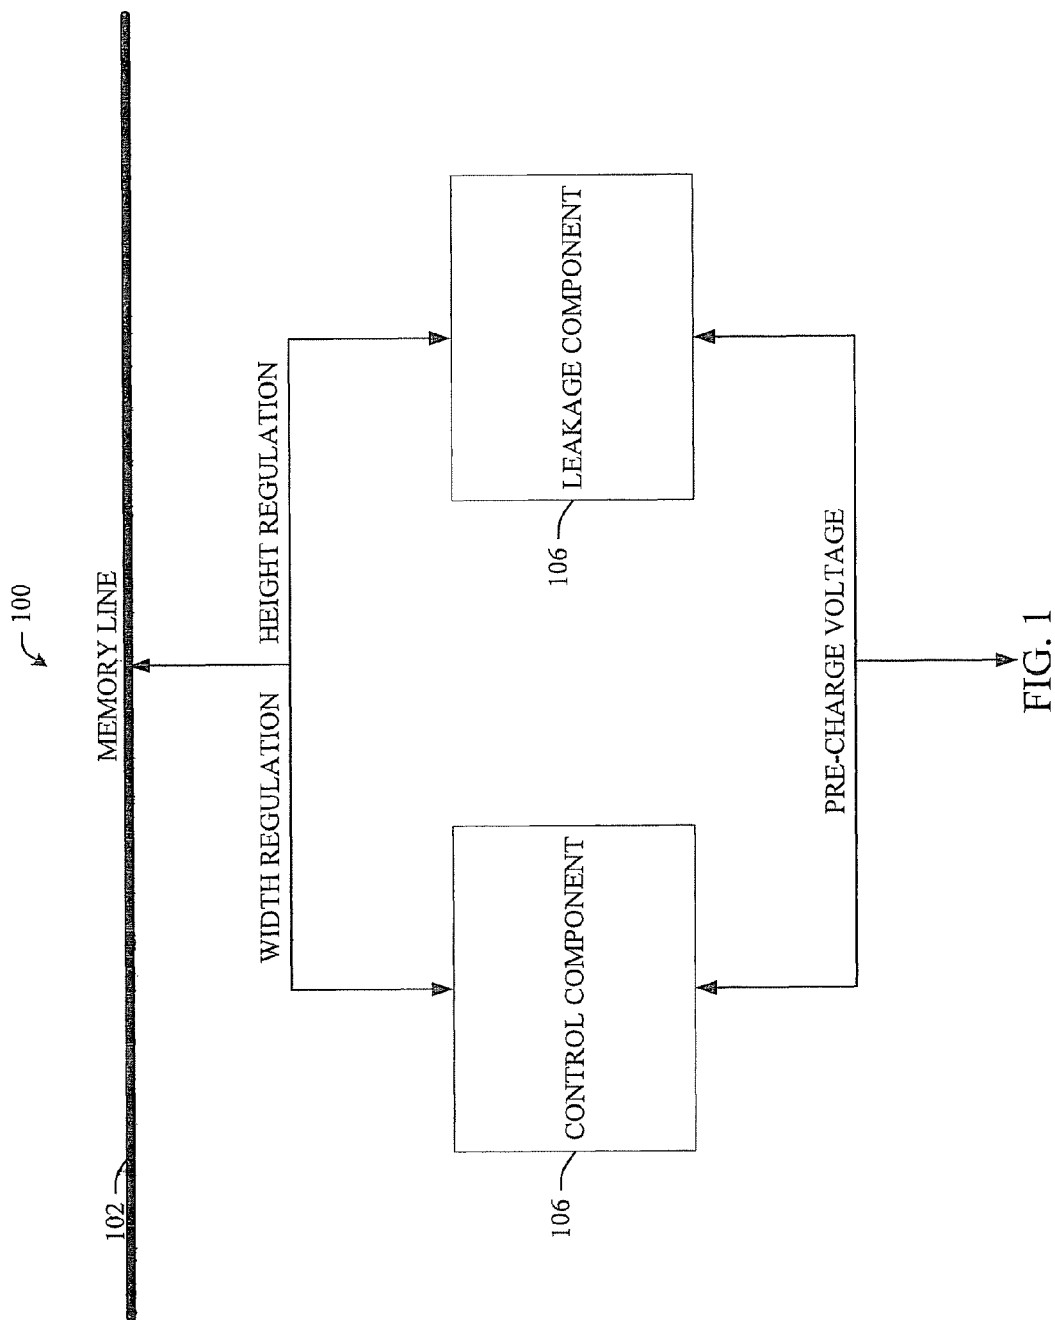 100
MEMORY LINE
102
WIDTH REGULATION
HEIGHT REGULATION
CONTROL COMPONENT
106
LEAKAGE COMPONENT
106
PRE-CHARGE VOLTAGE
FIG. 1